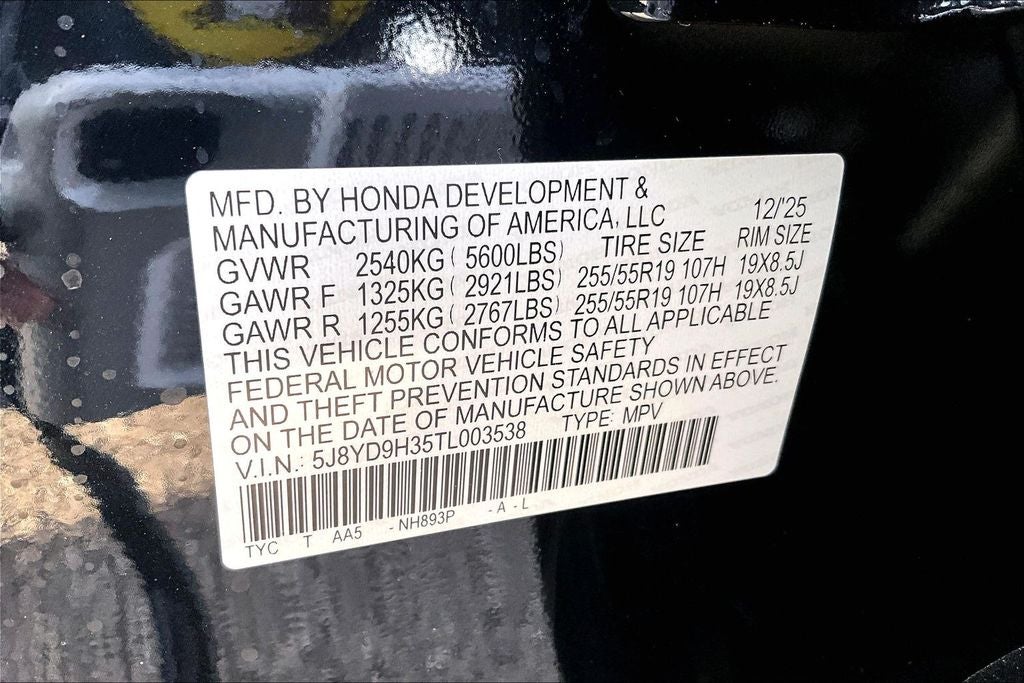 MFD. BY HONDA DEVELOPMENT &
MANUFACTURING OF AMERICA, LLC 12/'25
GVWR 2540KG ( 5600LBS) TIRE SIZE RIM SIZE
GAWR F 1325KG ( 2921LBS) 255/55R19 107H 19X8.5J
GAWR R 1255KG ( 2767LBS) 255/55R19 107H 19X8.5J
THIS VEHICLE CONFORMS TO ALL APPLICABLE
FEDERAL MOTOR VEHICLE SAFETY
AND THEFT PREVENTION STANDARDS IN EFFECT
ON THE DATE OF MANUFACTURE SHOWN ABOVE.
V.I.N.: 5J8YD9H35TL003538 TYPE: MPV
TYC T AA5 - NH893P - A - L